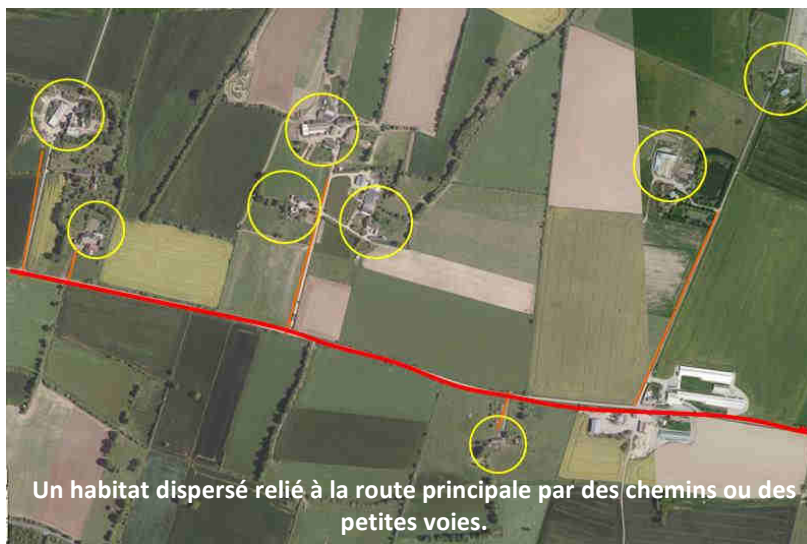 Un habitat dispersé relié à la route principale par des chemins ou des
petites voies.